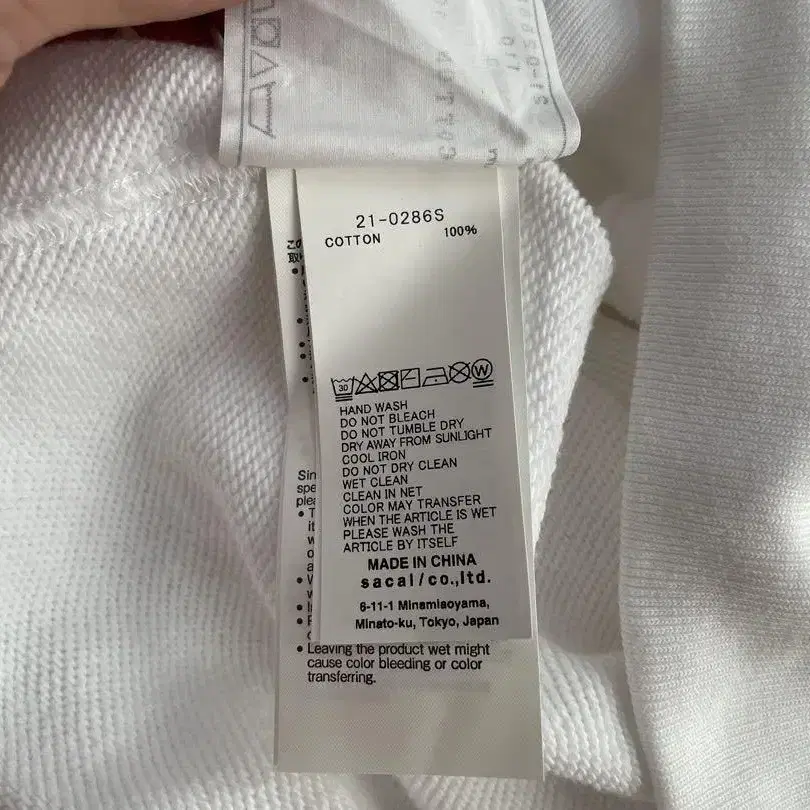 21-0286S
COTTON 100%
30
W
HAND WASH
DO NOT BLEACH
DO NOT TUMBLE DRY
DRY AWAY FROM SUNLIGHT
COOL IRON
DO NOT DRY CLEAN
WET CLEAN
CLEAN IN NET
COLOR MAY TRANSFER
WHEN THE ARTICLE IS WET
PLEASE WASH THE
ARTICLE BY ITSELF
MADE IN CHINA
sacai/co.,ltd.
6-11-1 Minamiaoyama,
Minato-ku, Tokyo, Japan
• Leaving the product wet might
cause color bleeding or color
transferring.